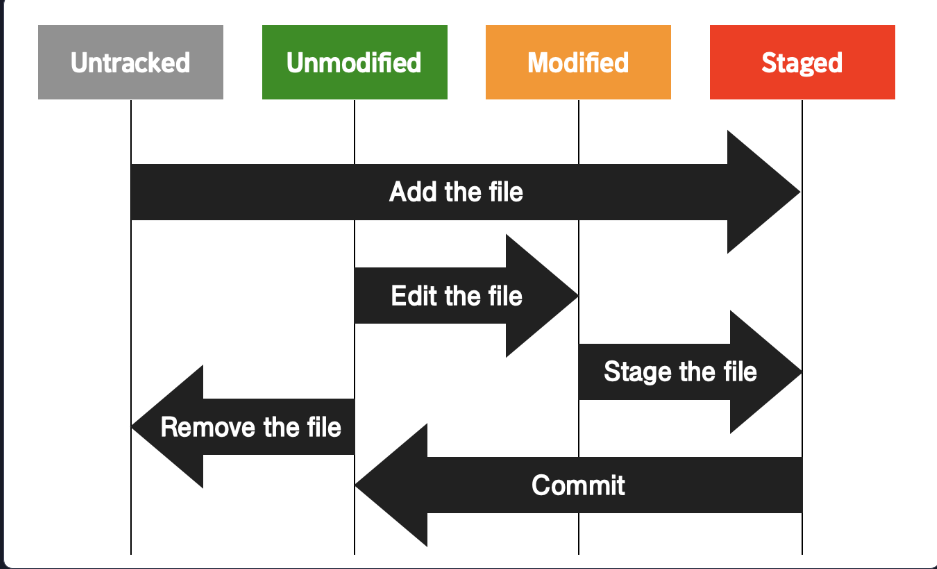 Untracked
Unmodified
Modified
Staged
Add the file
Edit the file
Stage the file
Remove the file
Commit